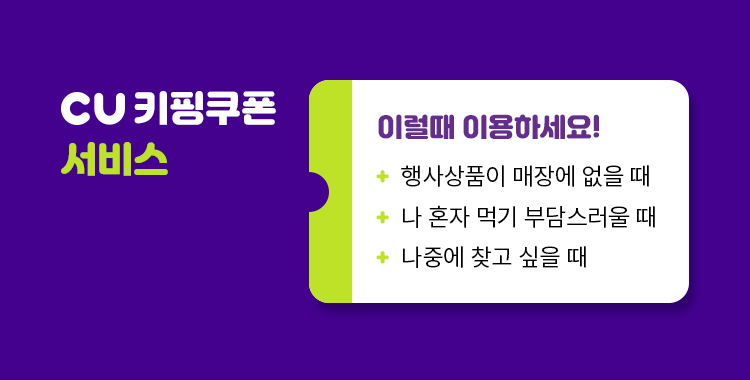 CU 키핑쿠폰
서비스
이럴때 이용하세요!
+ 행사상품이 매장에 없을 때
+ 나 혼자 먹기 부담스러울 때
+ 나중에 찾고 싶을 때